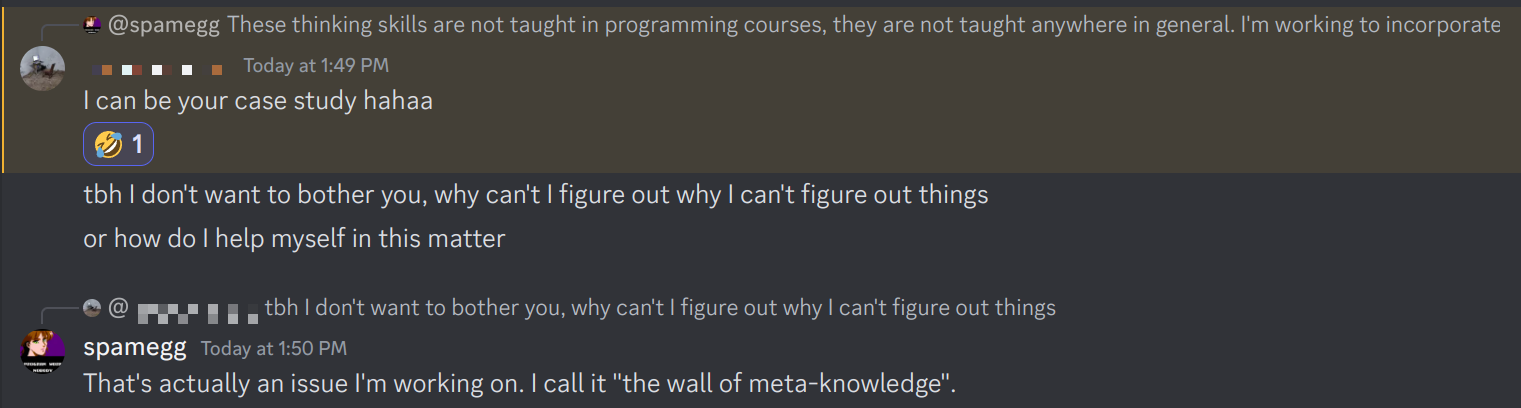 @spamegg These thinking skills are not taught in programming courses, they are not taught anywhere in general. I'm working to incorporate
Today at 1:49 PM
I can be your case study hahaa
🤣 1
tbh I don't want to bother you, why can't I figure out why I can't figure out things
or how do I help myself in this matter
@ tbh I don't want to bother you, why can't I figure out why I can't figure out things
spamegg Today at 1:50 PM
That's actually an issue I'm working on. I call it "the wall of meta-knowledge".